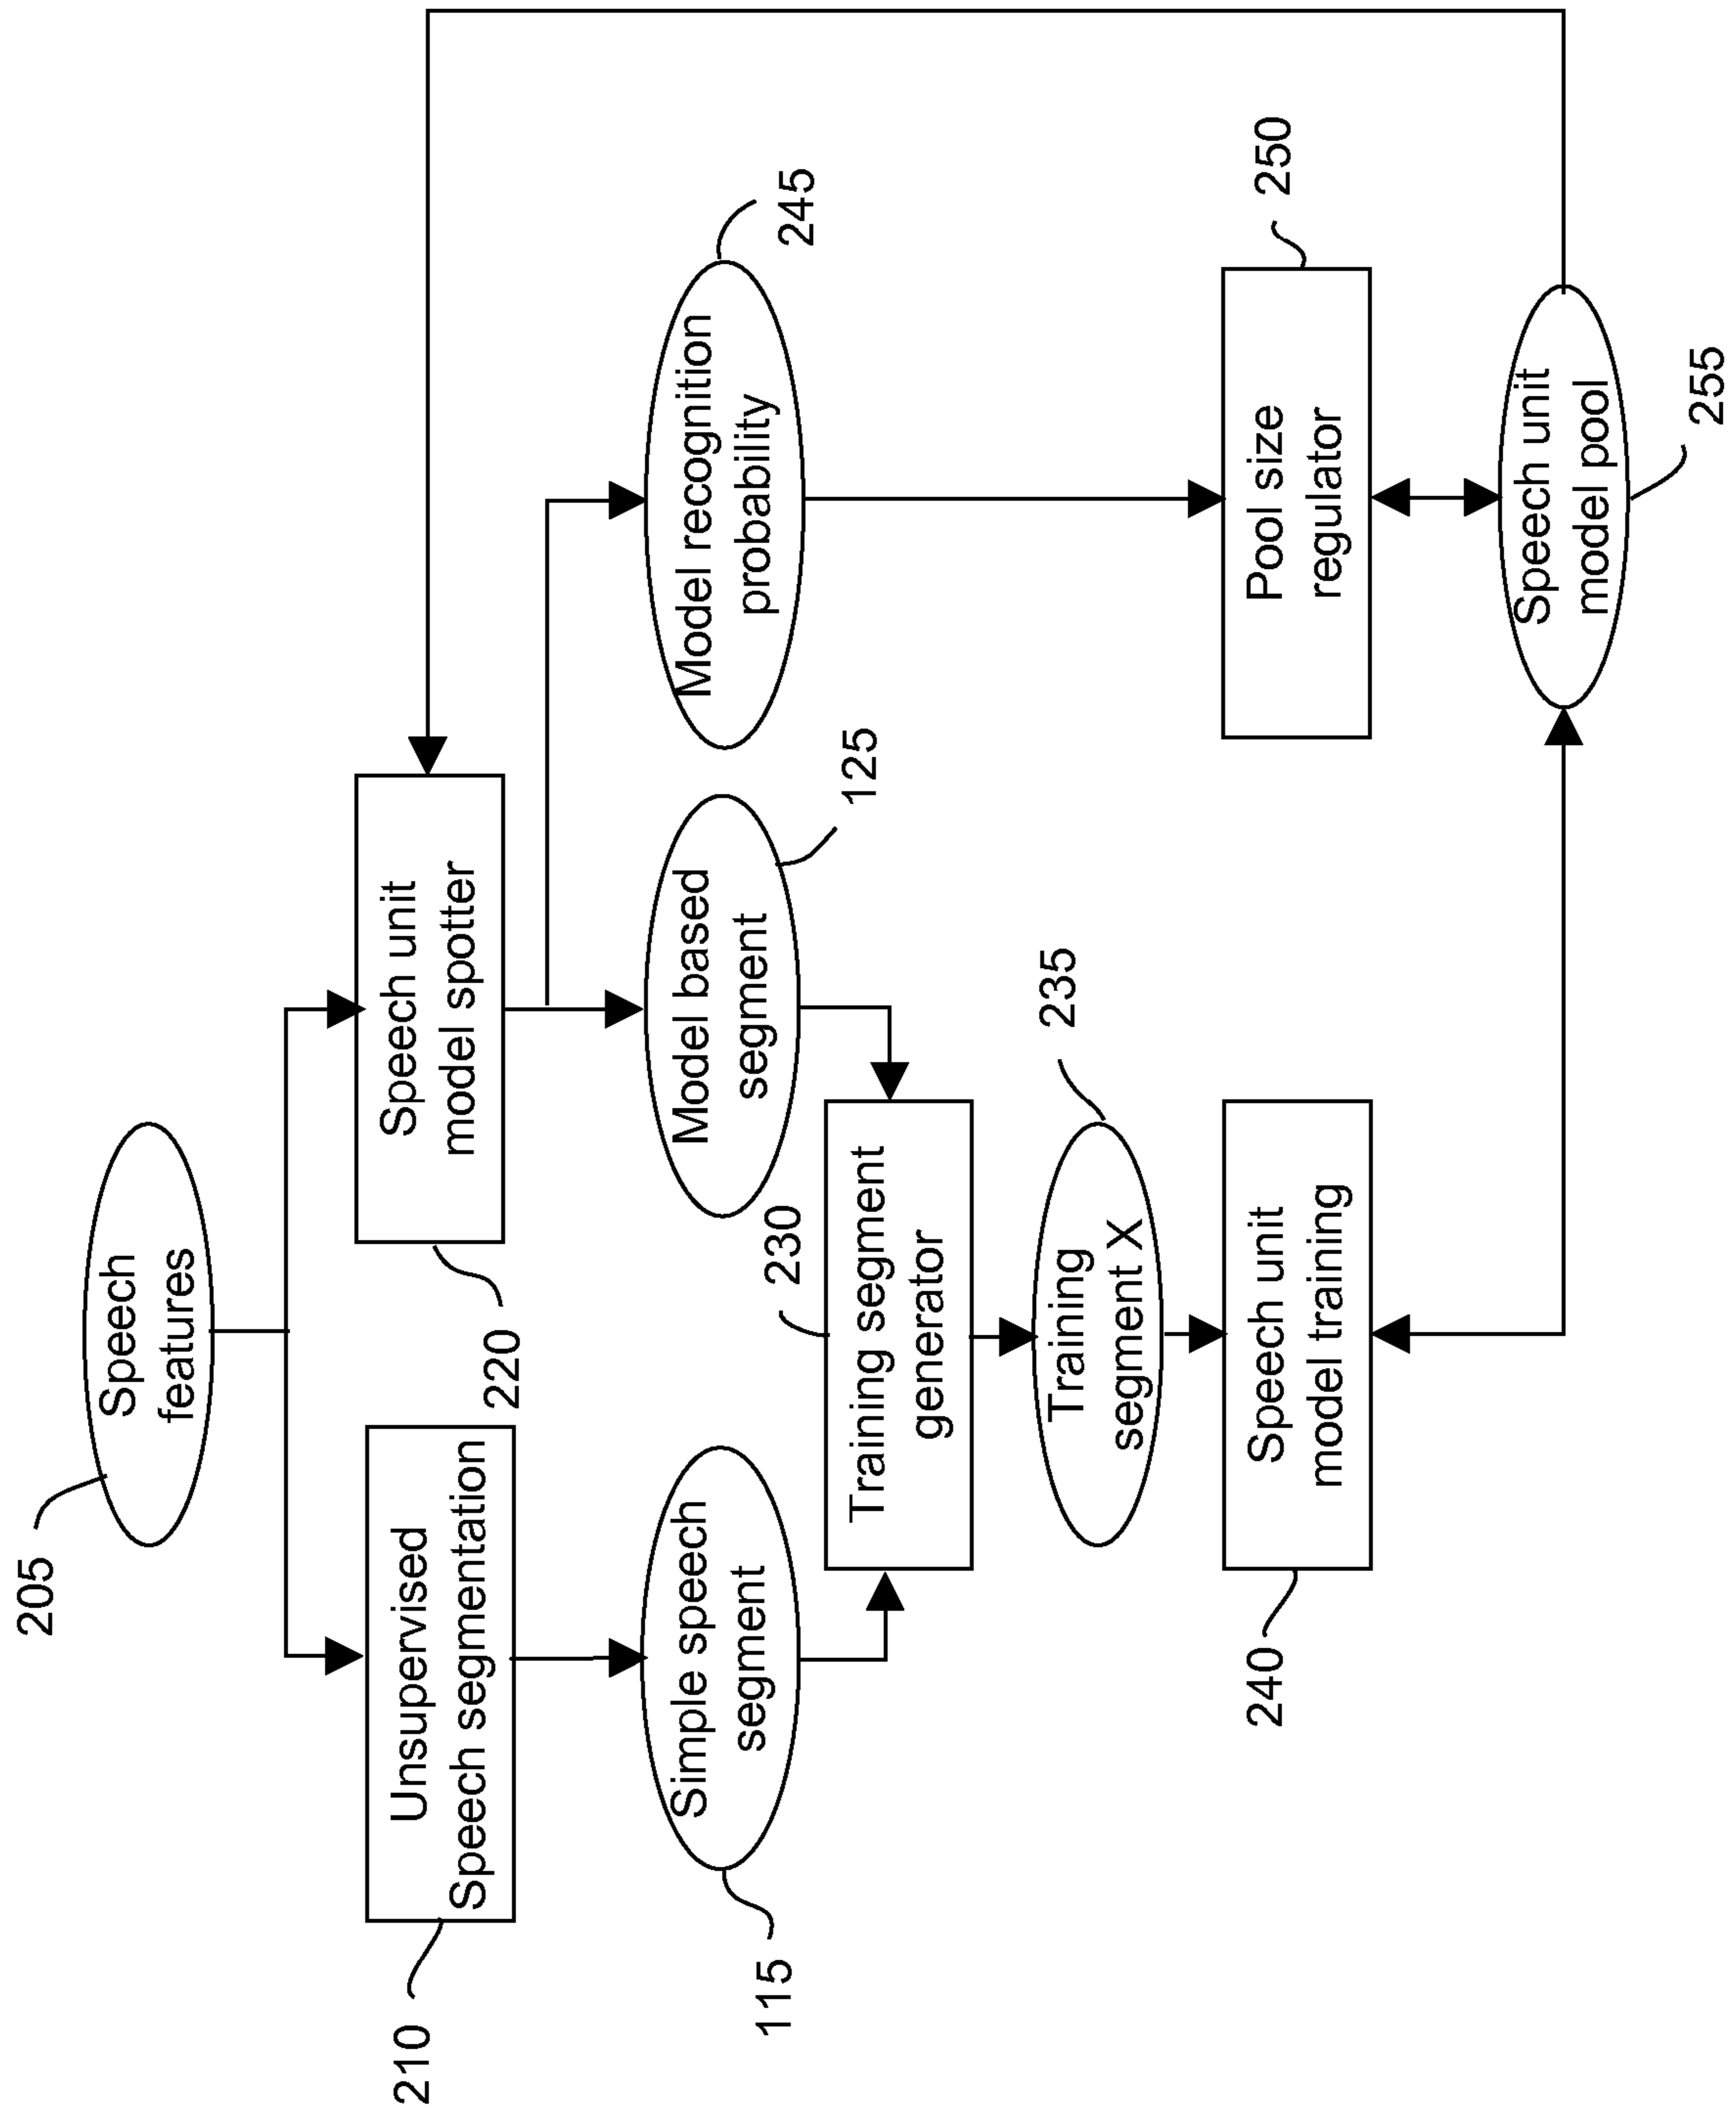 205
Speech
features
210
Unsupervised
Speech segmentation
220
Speech unit
model spotter
115
Simple speech
segment
Model based
segment
125
Model recognition
probability
245
230
Training segment
generator
Training
segment X
235
240
Speech unit
model training
Pool size
regulator
250
Speech unit
model pool
255